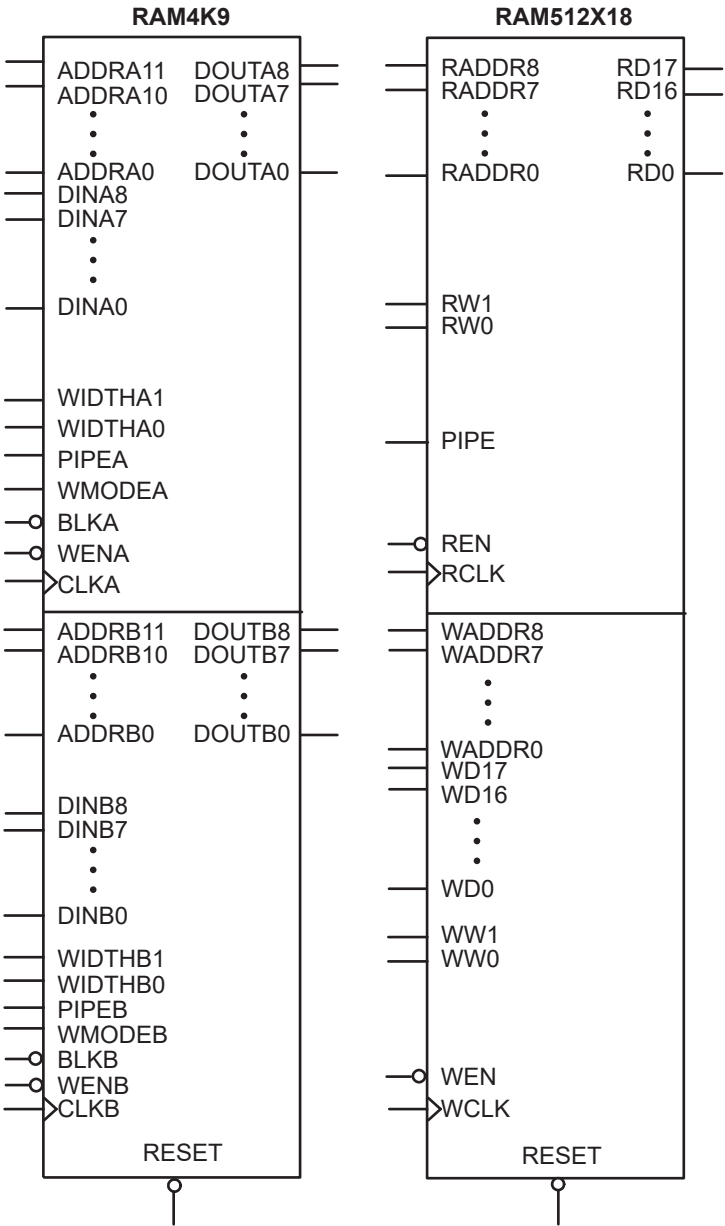 RAM4K9
ADDRA11 DOUTA8
ADDRA10 DOUTA7
ADDRA0 DOUTA0
DINA8
DINA7
DINA0
WIDTHA1
WIDTHA0
PIPEA
WMODEA
BLKA
WENA
CLKA
ADDRB11 DOUTB8
ADDRB10 DOUTB7
ADDRB0 DOUTB0
DINB8
DINB7
DINB0
WIDTHB1
WIDTHB0
PIPEB
WMODEB
BLKB
WENB
CLKB
RESET
RAM512X18
RADDR8 RD17
RADDR7 RD16
RADDR0 RD0
RW1
RW0
PIPE
REN
RCLK
WADDR8
WADDR7
WADDR0
WD17
WD16
WD0
WW1
WW0
WEN
WCLK
RESET